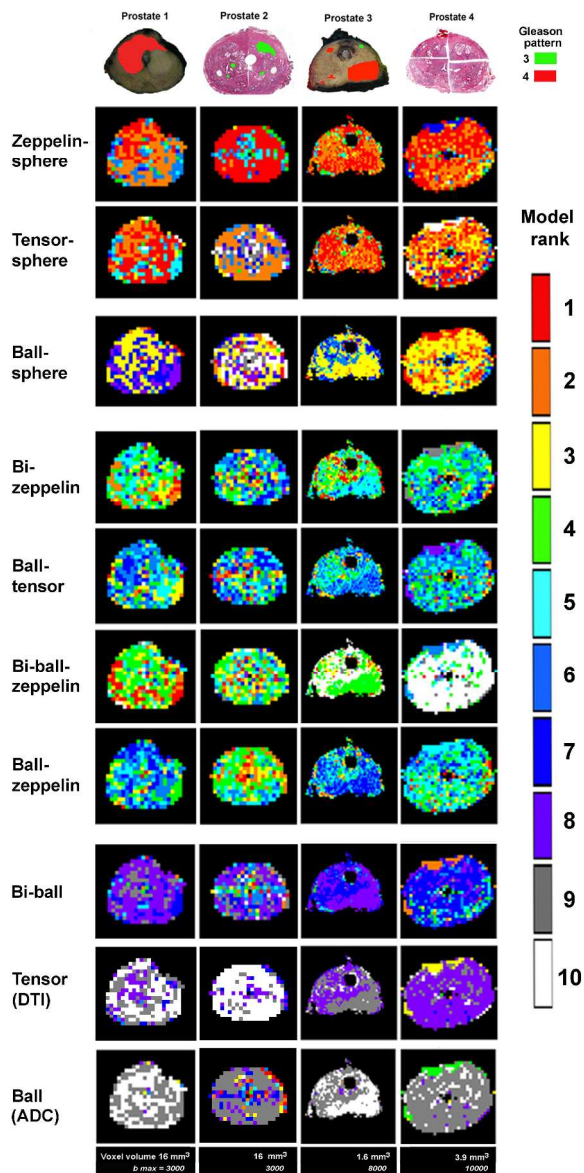 Prostate 1 Prostate 2 Prostate 3 Prostate 4
Gleason
pattern
3
4
Zeppelin-
sphere
Tensor-
sphere
Model
rank
1
2
3
4
5
6
7
8
9
10
Ball-
sphere
Bi-
zeppelin
Ball-
tensor
Bi-ball-
zeppelin
Ball-
zeppelin
Bi-ball
Tensor
(DTI)
Ball
(ADC)
Voxel volume 16 mm³ 16 mm³ 1.6 mm³ 3.9 mm³
b max = 3000 3000 8000 10000